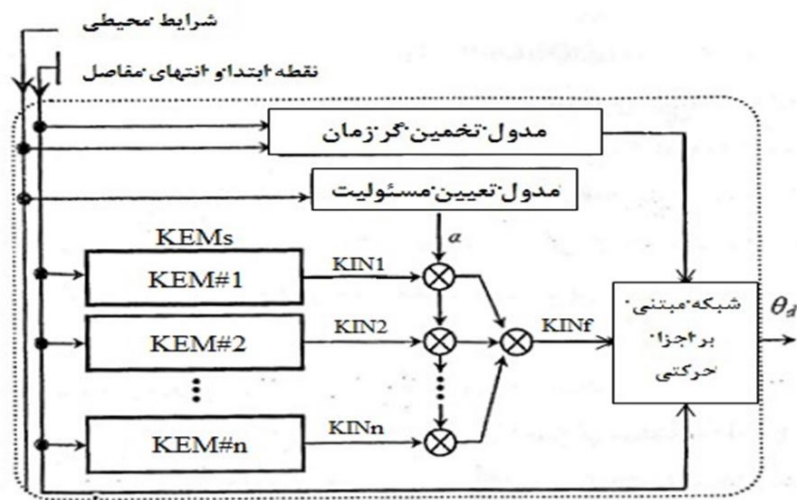 شرایط محیطی
نقطه ابتدا و انتهای مفاصل
مدول تخمین گر زمان
مدول تعیین مسئولیت
KEMs
α
KEM#1
KIN1
KEM#2
KIN2
KINf
شبکه مبتنی
بر اجزا
حرکتی
θd
KEM#n
KINn